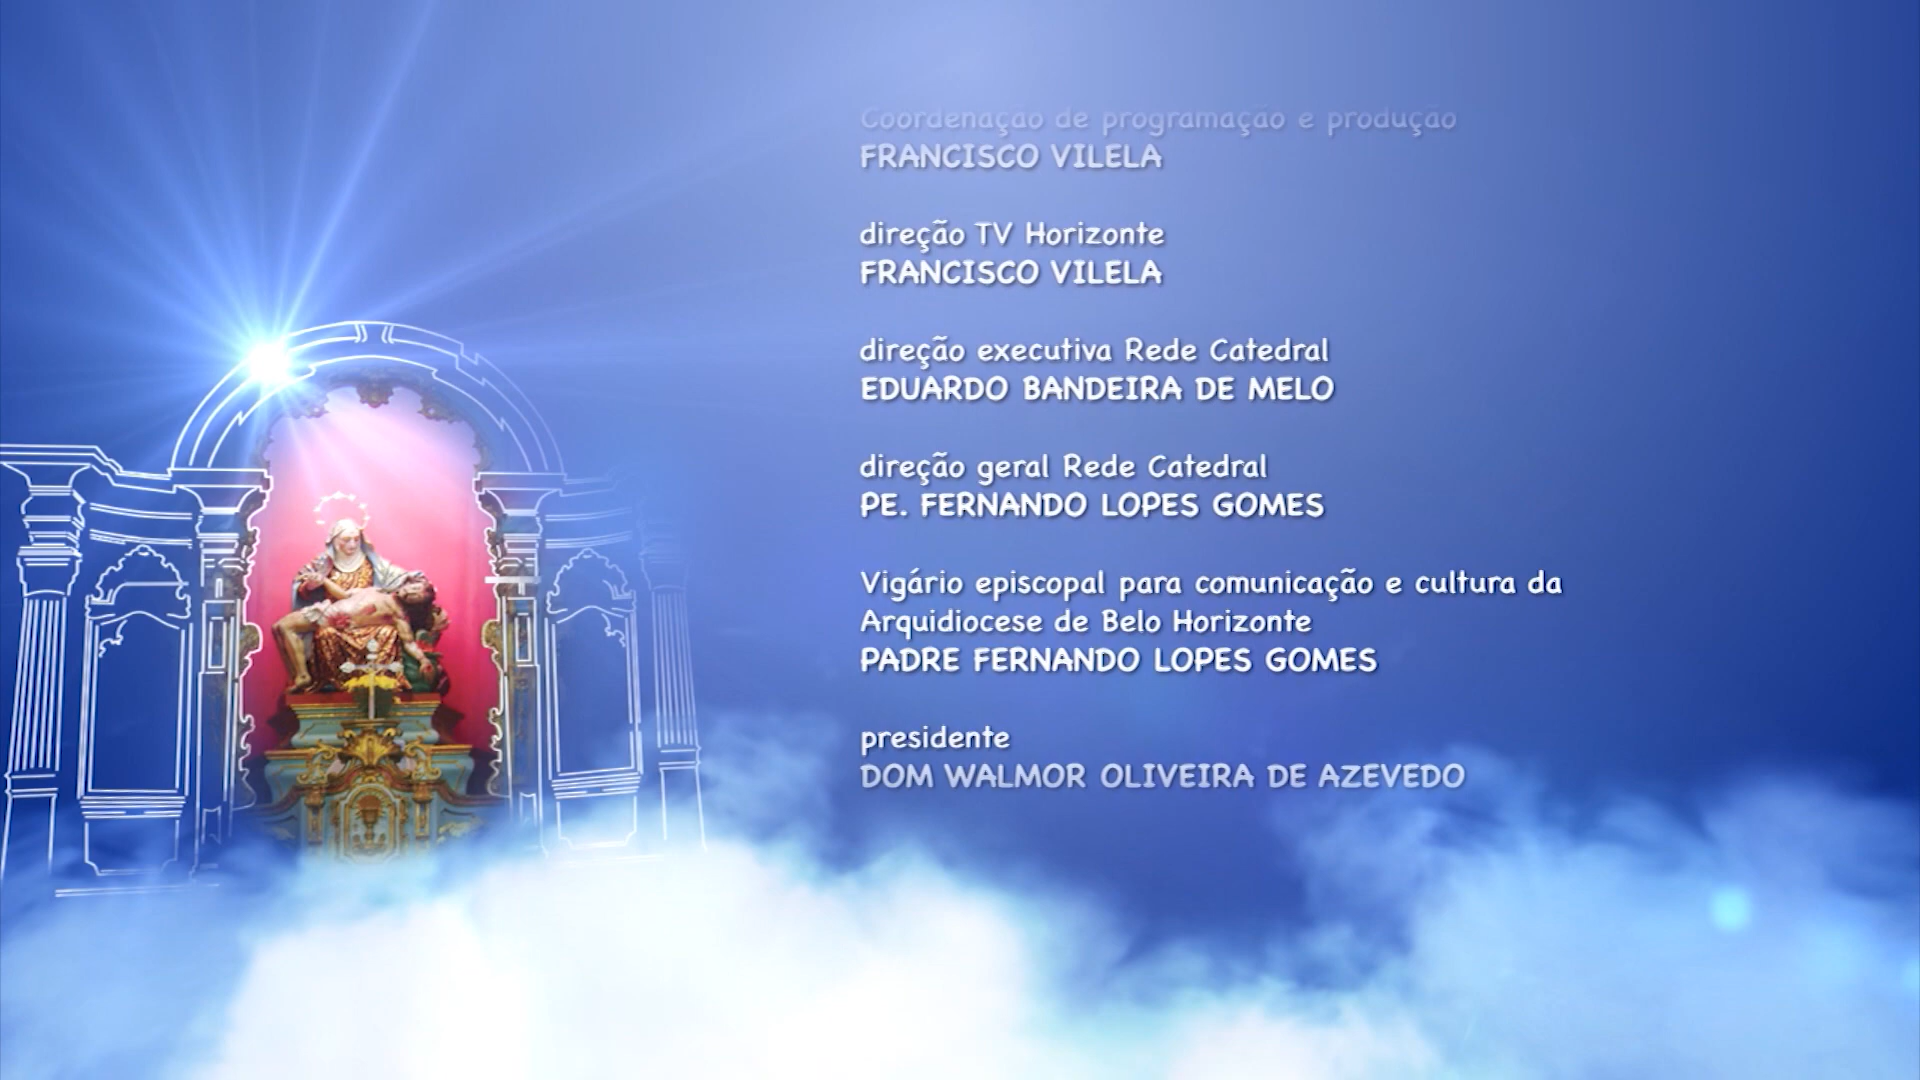 Coordenação de programação e produção
FRANCISCO VILELA
direção TV Horizonte
FRANCISCO VILELA
direção executiva Rede Catedral
EDUARDO BANDEIRA DE MELO
direção geral Rede Catedral
PE. FERNANDO LOPES GOMES
Vigário episcopal para comunicação e cultura da
Arquidiocese de Belo Horizonte
PADRE FERNANDO LOPES GOMES
presidente
DOM WALMOR OLIVEIRA DE AZEVEDO